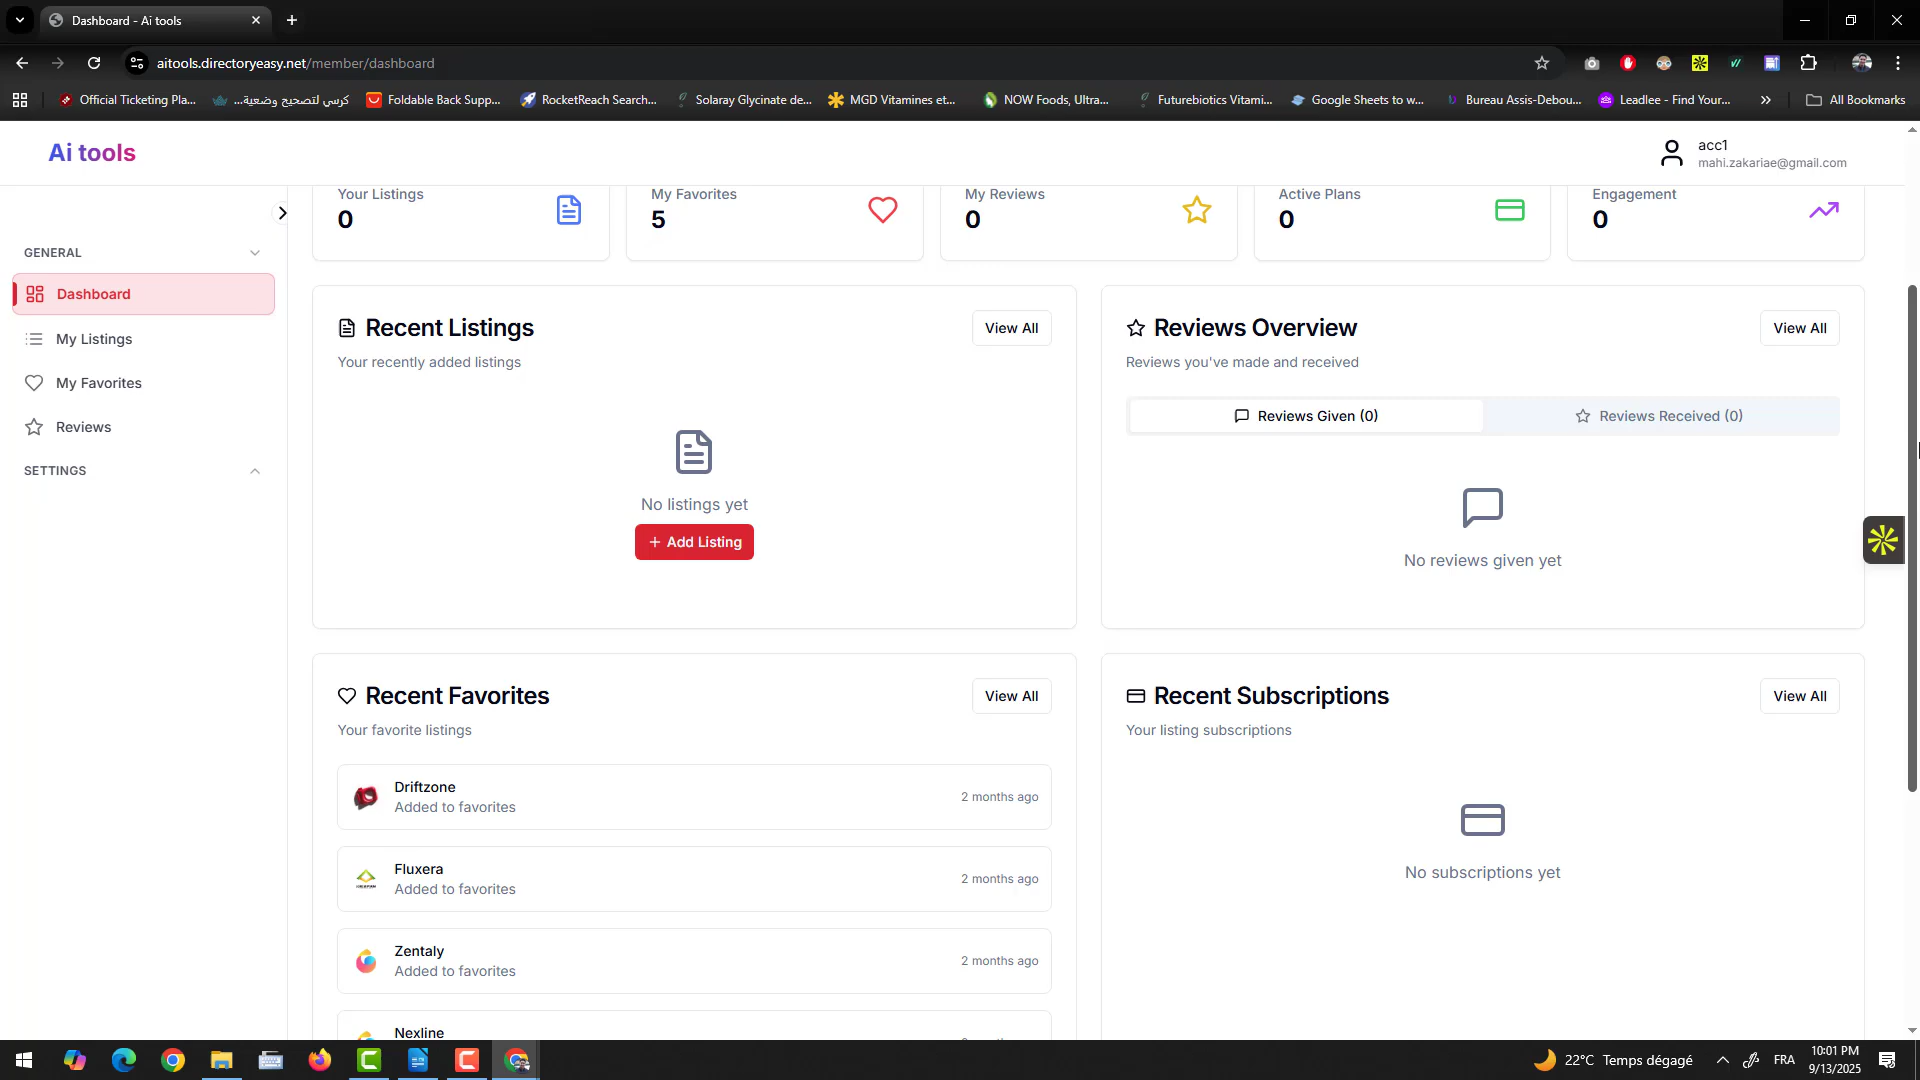 Dashboard - Ai tools
aitools.directoryeasy.net/member/dashboard
Official Ticketing Pla...
كرسي لتصحيح وضعية...
Foldable Back Supp...
RocketReach Search...
Solaray Glycinate de...
MGD Vitamines et...
NOW Foods, Ultra...
Futurebiotics Vitami...
Google Sheets to w...
Bureau Assis-Debou...
Leadlee - Find Your...
All Bookmarks
Ai tools
acc1
mahi.zakariae@gmail.com
GENERAL
Dashboard
My Listings
My Favorites
Reviews
SETTINGS
Your Listings
0
My Favorites
5
My Reviews
0
Active Plans
0
Engagement
0
Recent Listings
View All
Your recently added listings
No listings yet
+ Add Listing
Reviews Overview
View All
Reviews you've made and received
Reviews Given (0)
Reviews Received (0)
No reviews given yet
Recent Favorites
View All
Your favorite listings
Driftzone
Added to favorites
2 months ago
Fluxera
Added to favorites
2 months ago
Zentaly
Added to favorites
2 months ago
Nexline
Recent Subscriptions
View All
Your listing subscriptions
No subscriptions yet
22°C Temps dégagé
FRA
10:01 PM
9/13/2025